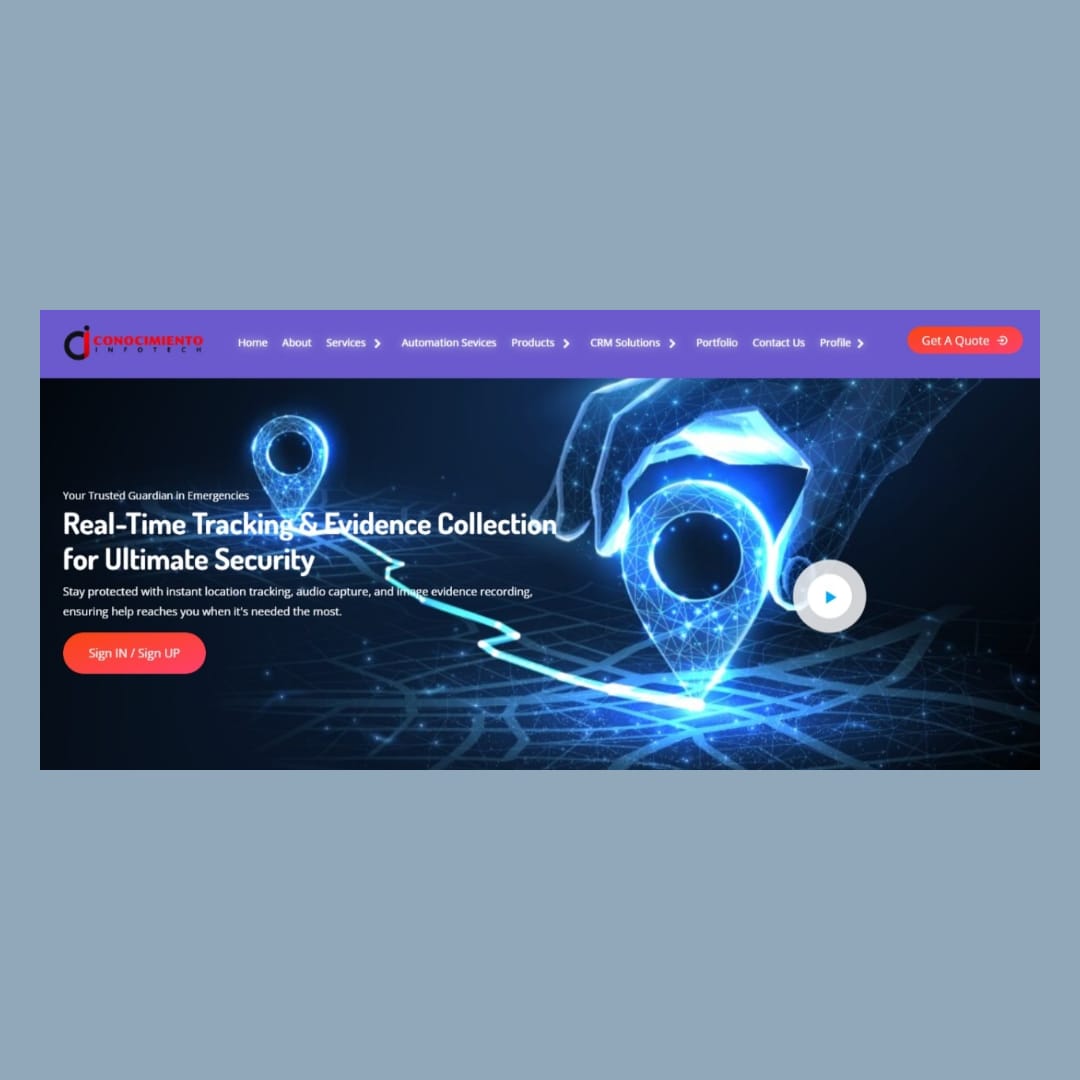 CONOCIMIENTO
INFOTECH
Home About Services Automation Sevices Products CRM Solutions Portfolio Contact Us Profile
Get A Quote
Your Trusted Guardian in Emergencies
Real-Time Tracking & Evidence Collection
for Ultimate Security
Stay protected with instant location tracking, audio capture, and image evidence recording,
ensuring help reaches you when it's needed the most.
Sign IN / Sign UP